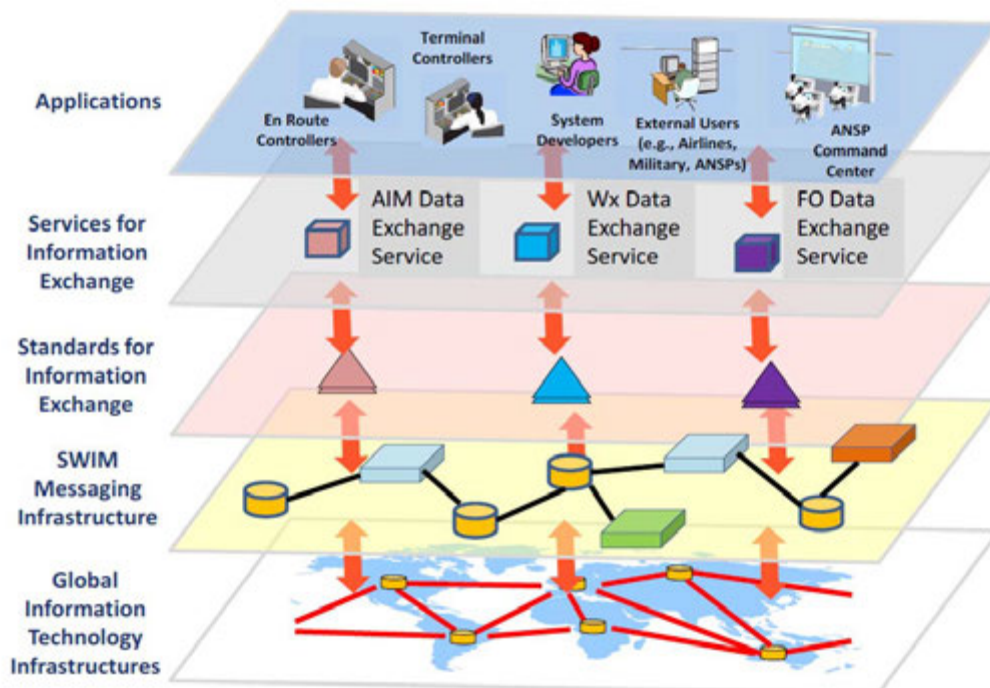 Applications
En Route
Controllers
Terminal
Controllers
System
Developers
External Users
(e.g., Airlines,
Military, ANSPs)
ANSP
Command
Center
Services for
Information
Exchange
AIM Data
Exchange
Service
Wx Data
Exchange
Service
FO Data
Exchange
Service
Standards for
Information
Exchange
SWIM
Messaging
Infrastructure
Global
Information
Technology
Infrastructures